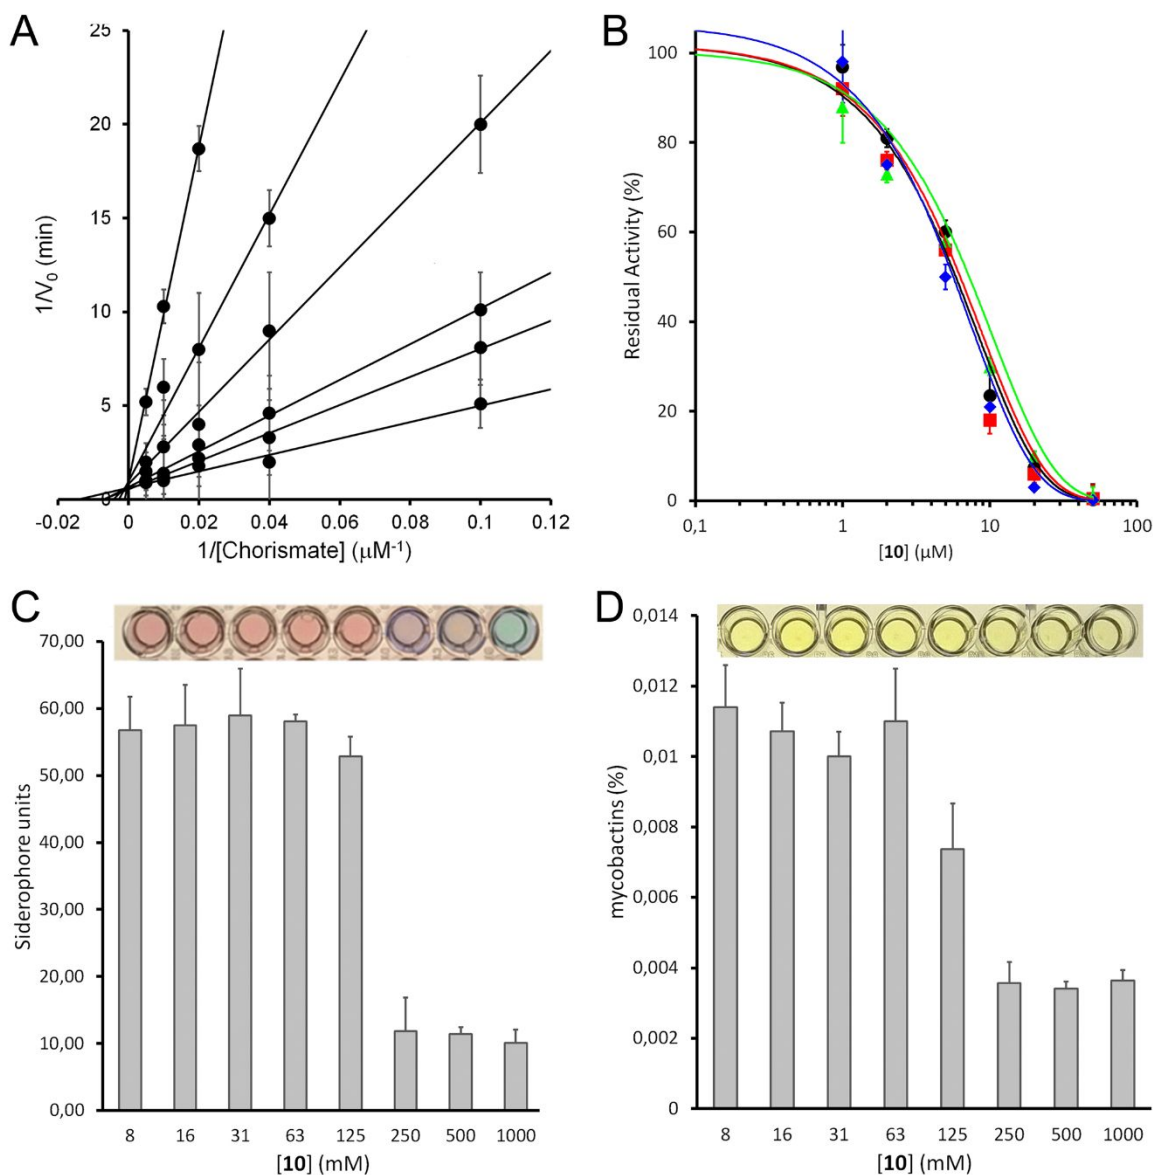 A
25
20
15
10
5
0
1/V0 (min)
-0.02
0
0.02
0.04
0.06
0.08
0.1
0.12
1/[Chorismate] (μM-1)
B
100
80
60
40
20
0
Residual Activity (%)
0,1
1
10
100
[10] (μM)
C
70,00
60,00
50,00
40,00
30,00
20,00
10,00
0,00
Siderophore units
8 16 31 63 125 250 500 1000
[10] (mM)
D
0,014
0,012
0,01
0,008
0,006
0,004
0,002
0
mycobactins (%)
8 16 31 63 125 250 500 1000
[10] (mM)